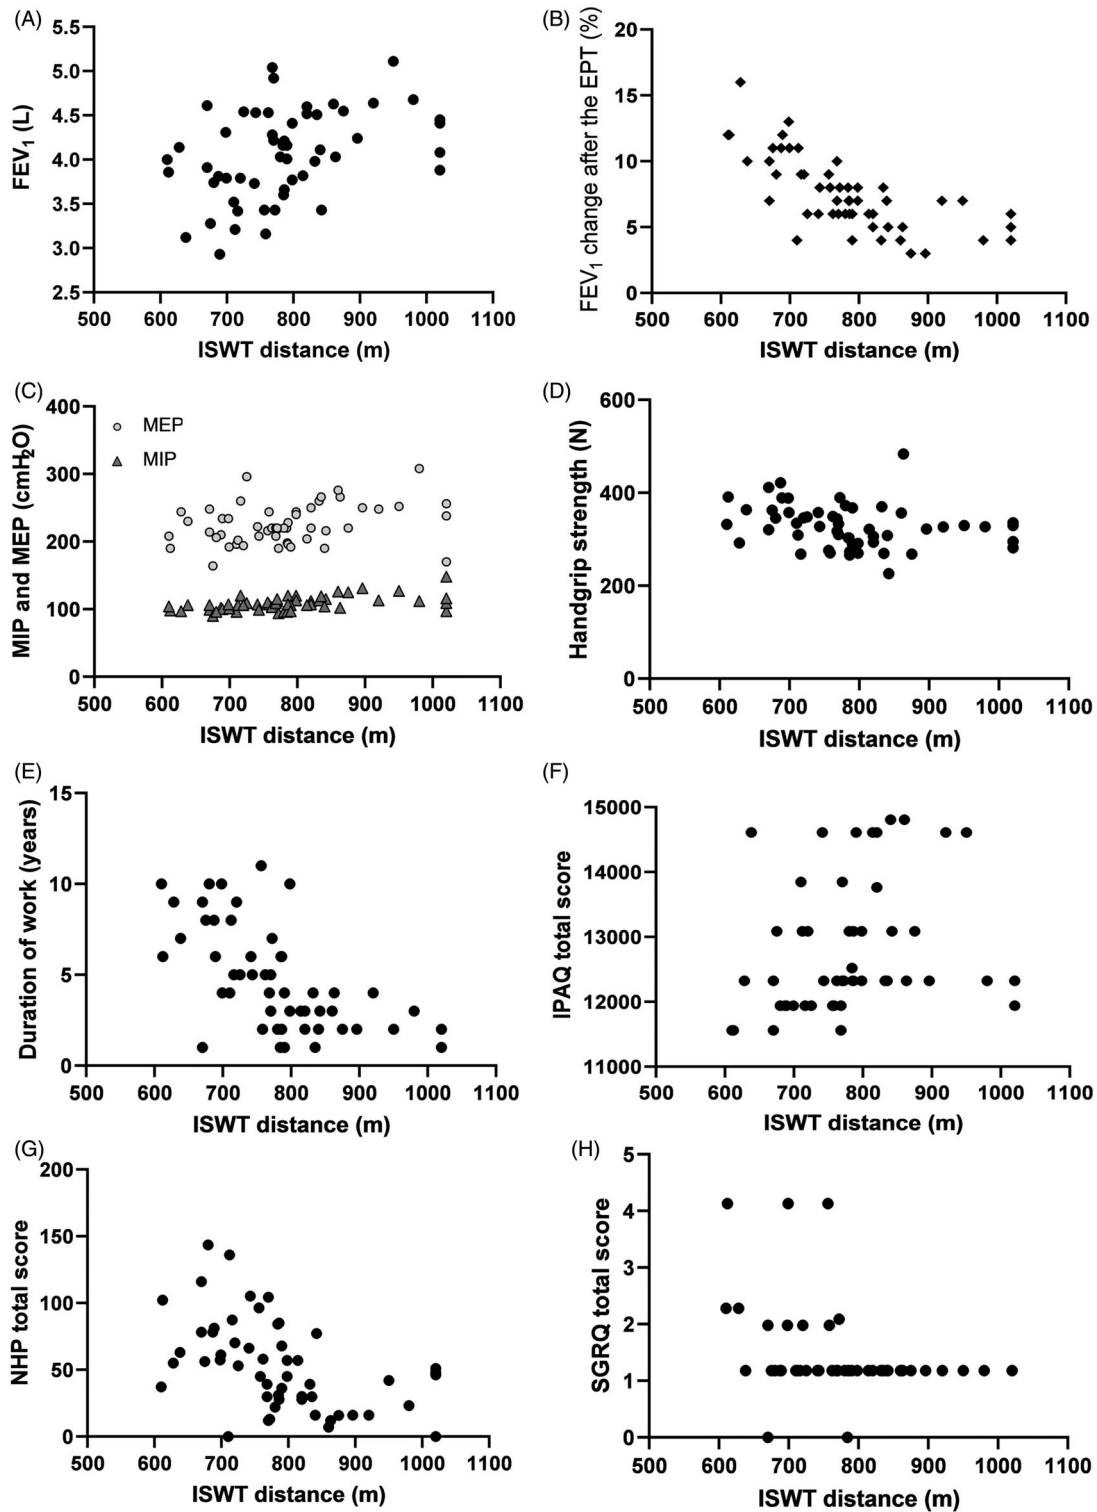 (A)
FEV1 (L)
5.5
5.0
4.5
4.0
3.5
3.0
2.5
500 600 700 800 900 1000 1100
ISWT distance (m)
(B)
FEV1 change after the EPT (%)
20
15
10
5
0
500 600 700 800 900 1000 1100
ISWT distance (m)
(C)
MIP and MEP (cmH2O)
400
300
200
100
0
MEP
MIP
500 600 700 800 900 1000 1100
ISWT distance (m)
(D)
Handgrip strength (N)
600
400
200
0
500 600 700 800 900 1000 1100
ISWT distance (m)
(E)
Duration of work (years)
15
10
5
0
500 600 700 800 900 1000 1100
ISWT distance (m)
(F)
IPAQ total score
15000
14000
13000
12000
11000
500 600 700 800 900 1000 1100
ISWT distance (m)
(G)
NHP total score
200
150
100
50
0
500 600 700 800 900 1000 1100
ISWT distance (m)
(H)
SGRQ total score
5
4
3
2
1
0
500 600 700 800 900 1000 1100
ISWT distance (m)